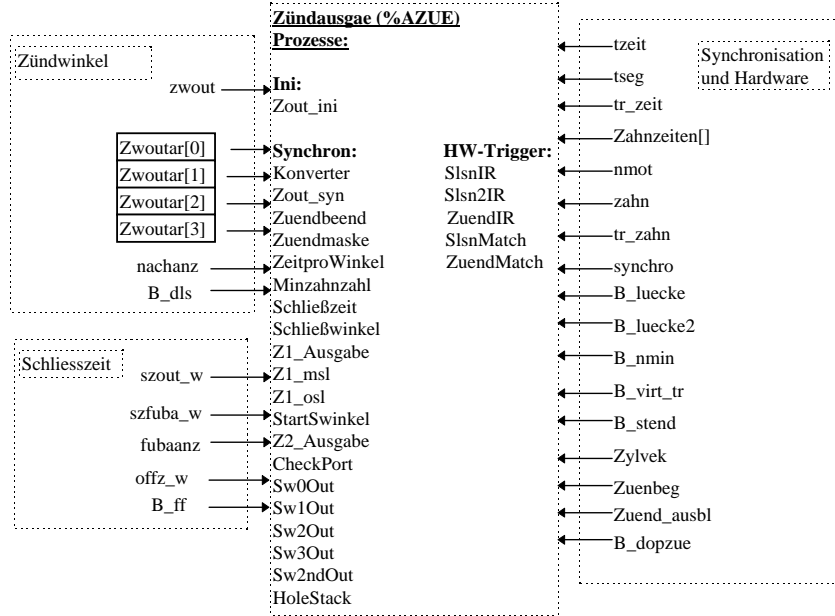 Zündausgae (%AZUE)
Prozesse:
Ini:
Zout_ini
Synchron:
Konverter
Zout_syn
Zuendbeend
Zuendmaske
ZeitproWinkel
Minzahnzahl
Schließzeit
Schließwinkel
Z1_Ausgabe
Z1_msl
Z1_osl
StartSwinkel
Z2_Ausgabe
CheckPort
Sw0Out
Sw1Out
Sw2Out
Sw3Out
Sw2ndOut
HoleStack
HW-Trigger:
SlsnIR
Slsn2IR
ZuendIR
SlsnMatch
ZuendMatch
Zündwinkel
zwout
Zwoutar[0]
Zwoutar[1]
Zwoutar[2]
Zwoutar[3]
nachanz
B_dls
Schliesszeit
szout_w
szfuba_w
fubaanz
offz_w
B_ff
Synchronisation
und Hardware
tzeit
tseg
tr_zeit
Zahnzeiten[]
nmot
zahn
tr_zahn
synchro
B_luecke
B_luecke2
B_nmin
B_virt_tr
B_stend
Zylvek
Zuenbeg
Zuend_ausbl
B_dopzue